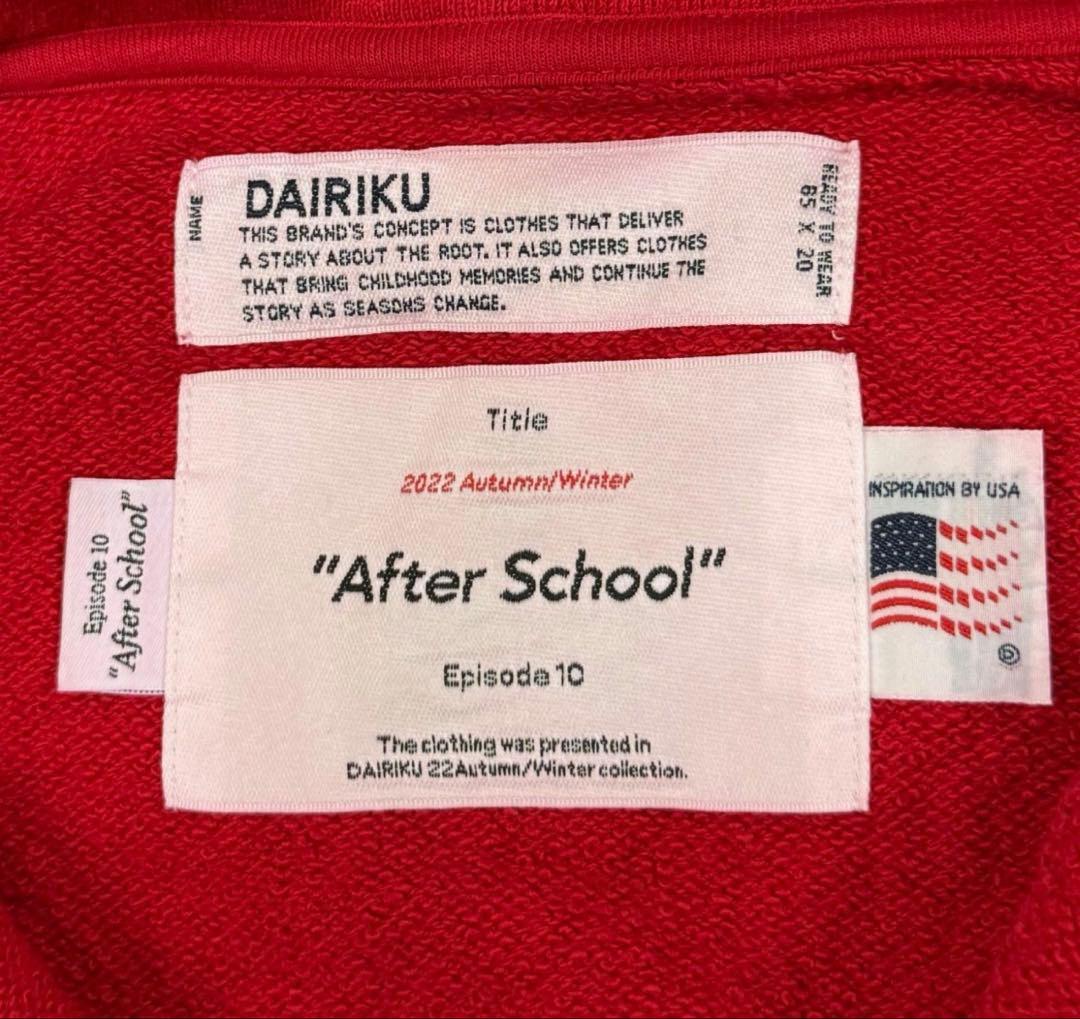 NAME
DAIRIKU
THIS BRAND'S CONCEPT IS CLOTHES THAT DELIVER
A STORY ABOUT THE ROOT. IT ALSO OFFERS CLOTHES
THAT BRING CHILDHOOD MEMORIES AND CONTINUE THE
STORY AS SEASONS CHANGE.
READY TO WEAR
65 X 20
Title
2022 Autumn/Winter
"After School"
Episode 10
The clothing was presented in
DAIRIKU 22Autumn/Winter collection.
Episode 10
"After School"
INSPIRATION BY USA
D